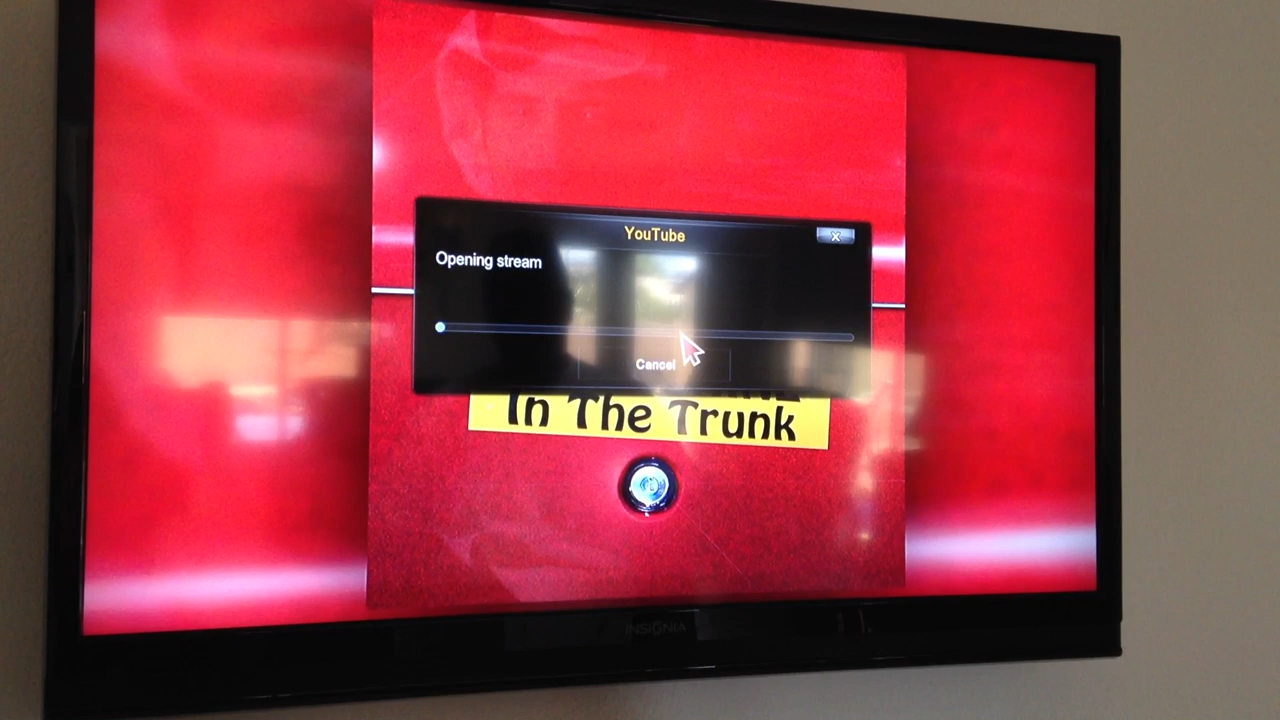 YouTube
X
Opening stream
Cancel
In The Trunk
INSIGNIA